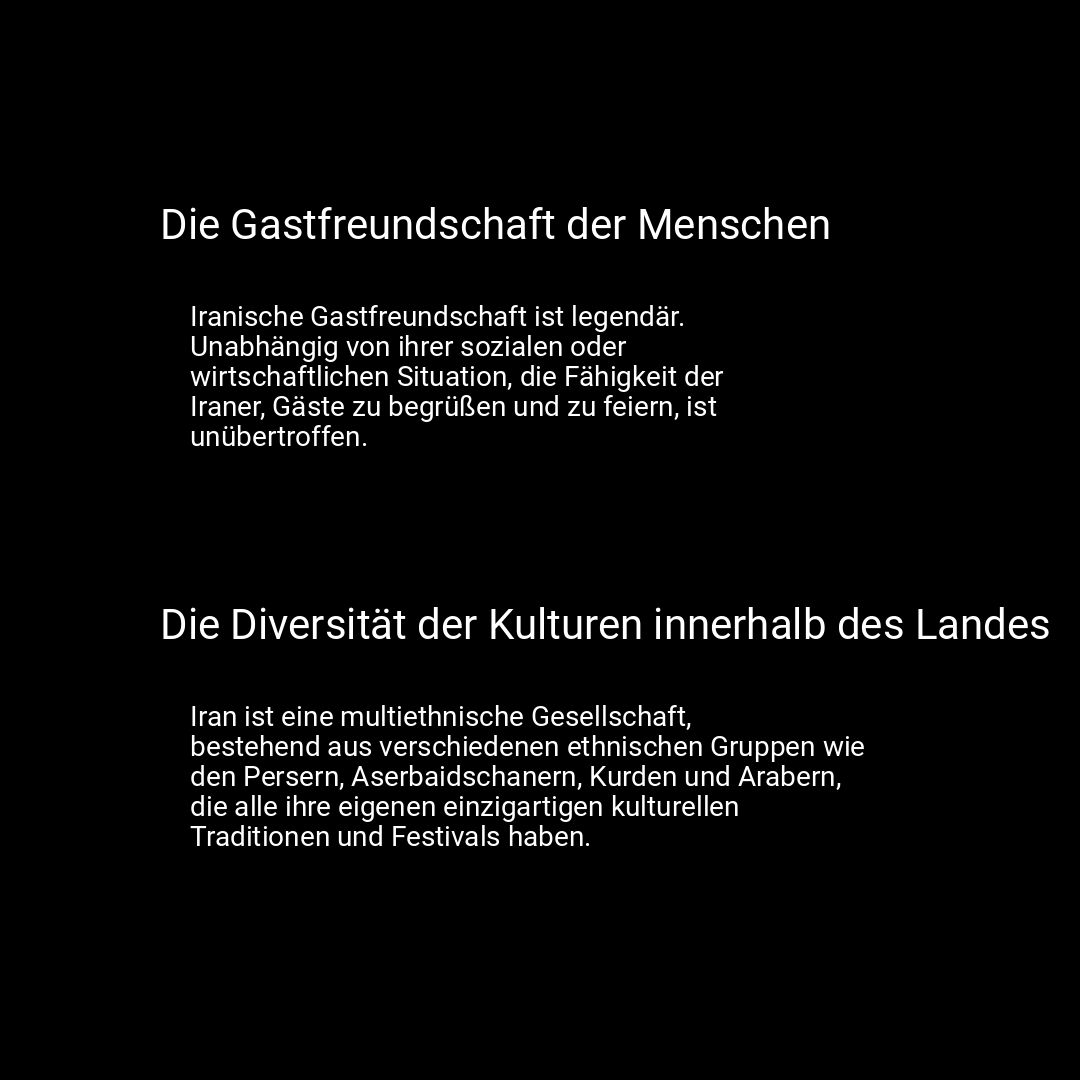 Die Gastfreundschaft der Menschen
Iranische Gastfreundschaft ist legendär.
Unabhängig von ihrer sozialen oder
wirtschaftlichen Situation, die Fähigkeit der
Iraner, Gäste zu begrüßen und zu feiern, ist
unübertroffen.
Die Diversität der Kulturen innerhalb des Landes
Iran ist eine multiethnische Gesellschaft,
bestehend aus verschiedenen ethnischen Gruppen wie
den Persern, Aserbaidschanern, Kurden und Arabern,
die alle ihre eigenen einzigartigen kulturellen
Traditionen und Festivals haben.